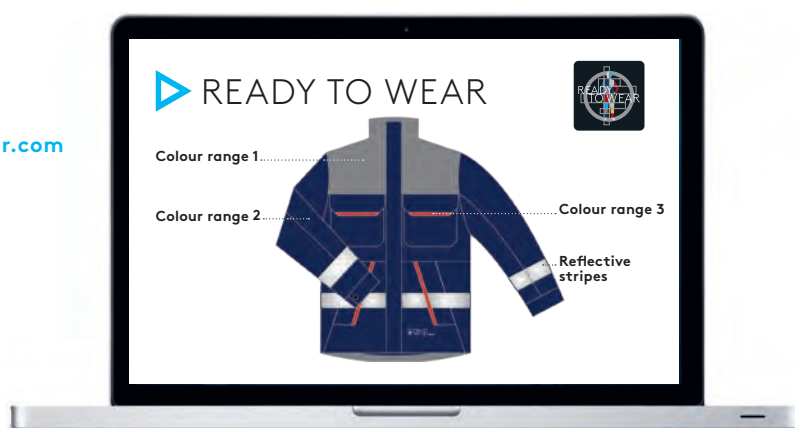 READY TO WEAR
READY
TO WEAR
r.com
Colour range 1
Colour range 2
Colour range 3
Reflective
stripes